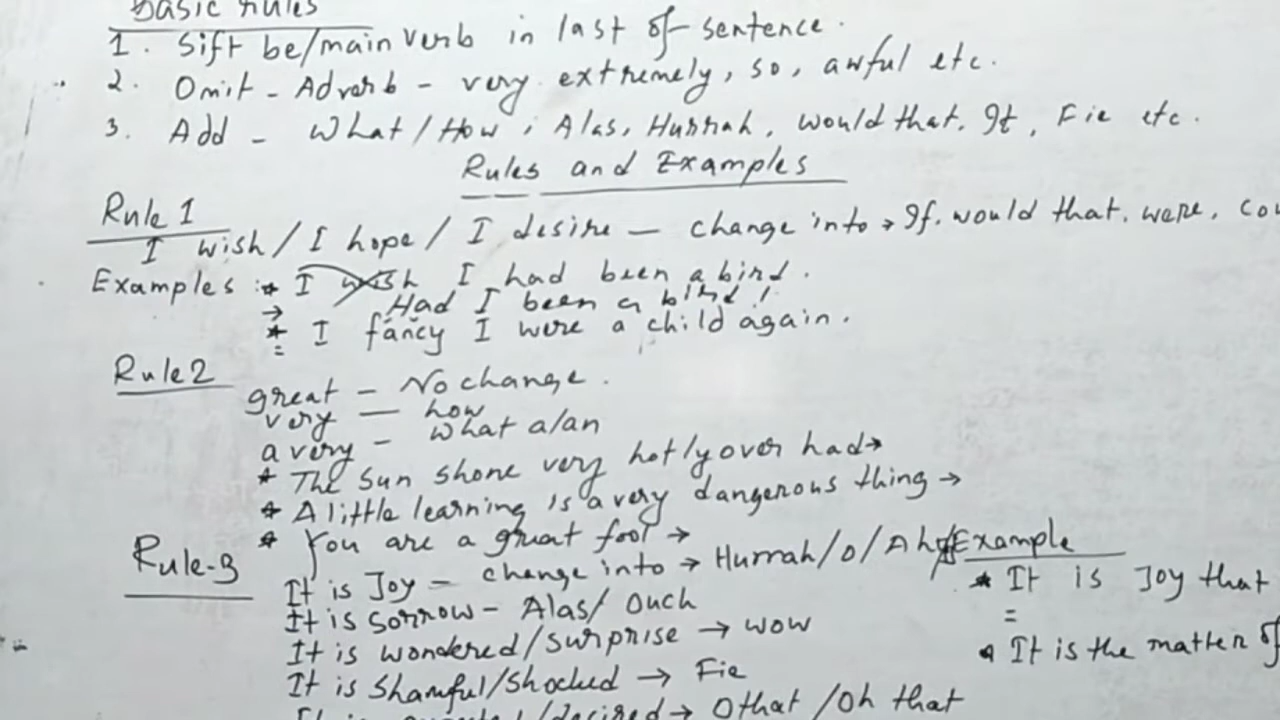 Basic Rules
1. Sift be/main verb in last of sentence.
2. Omit - Adverb - very extremely, so, awful etc.
3. Add - What/How, Alas, Hurrah, would that, If, Fie etc.
Rules and Examples
Rule 1
I wish/I hope/I desire - change into → If, would that, were,
Examples : * I wish I had been a bird.
→ Had I been a bird!
* I fancy I were a child again.
=
Rule 2
great - No change.
very - how
a very - what a/an
* The Sun shone very hot/yover had→
* A little learning is a very dangerous thing →
* You are a great fool →
Rule-3
It is Joy - change into → Hurrah/O/Ah
It is Sorrow - Alas/ Ouch
It is wondered/surprise → wow
It is Shamful/Shocked → Fie
/desired → Othat /Oh that
Example
* It is Joy that
=
* It is the matter of